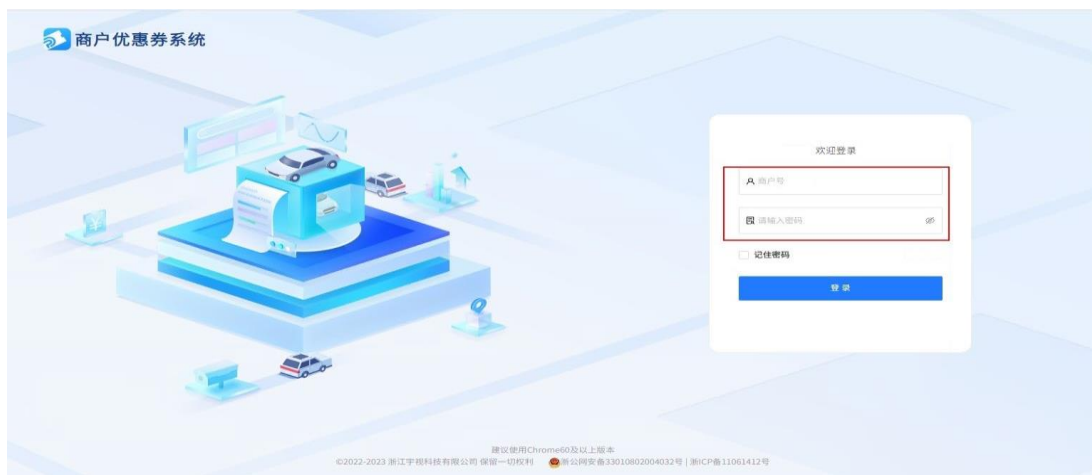 商户优惠券系统
欢迎登录
商户号
请输入密码
记住密码
登录
建议使用Chrome60及以上版本
©2022-2023 浙江宇视科技有限公司 保留一切权利 浙公网安备33010802004032号 | 浙ICP备11061412号